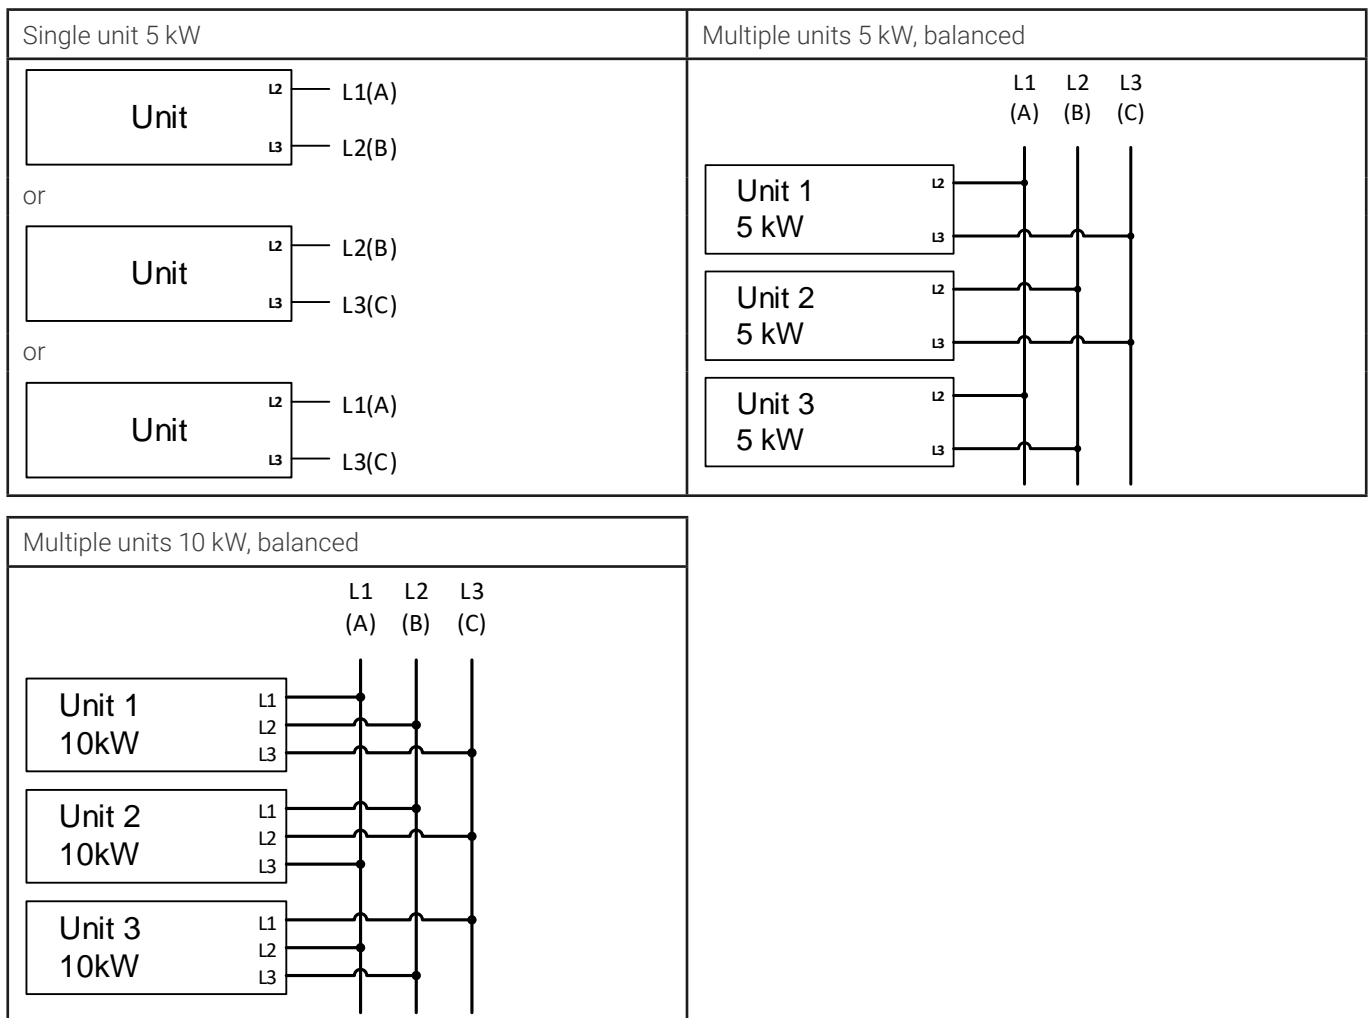 Single unit 5 kW
Unit
L2
L1(A)
L3
L2(B)
or
Unit
L2
L2(B)
L3
L3(C)
or
Unit
L2
L1(A)
L3
L3(C)
Multiple units 5 kW, balanced
L1 L2 L3
(A) (B) (C)
Unit 1
5 kW
L2
L3
Unit 2
5 kW
L2
L3
Unit 3
5 kW
L2
L3
Multiple units 10 kW, balanced
L1 L2 L3
(A) (B) (C)
Unit 1
10kW
L1
L2
L3
Unit 2
10kW
L1
L2
L3
Unit 3
10kW
L1
L2
L3